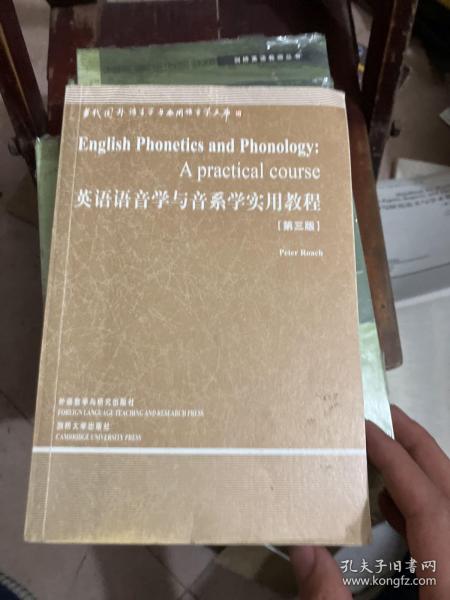 当代国外语言学与应用语言学文库
English Phonetics and Phonology:
A practical course
英语语音学与音系学实用教程
[第三版]
Peter Roach
外语教学与研究出版社
FOREIGN LANGUAGE TEACHING AND RESEARCH PRESS
剑桥大学出版社
CAMBRIDGE UNIVERSITY PRESS
孔夫子旧书网
kongfz.com